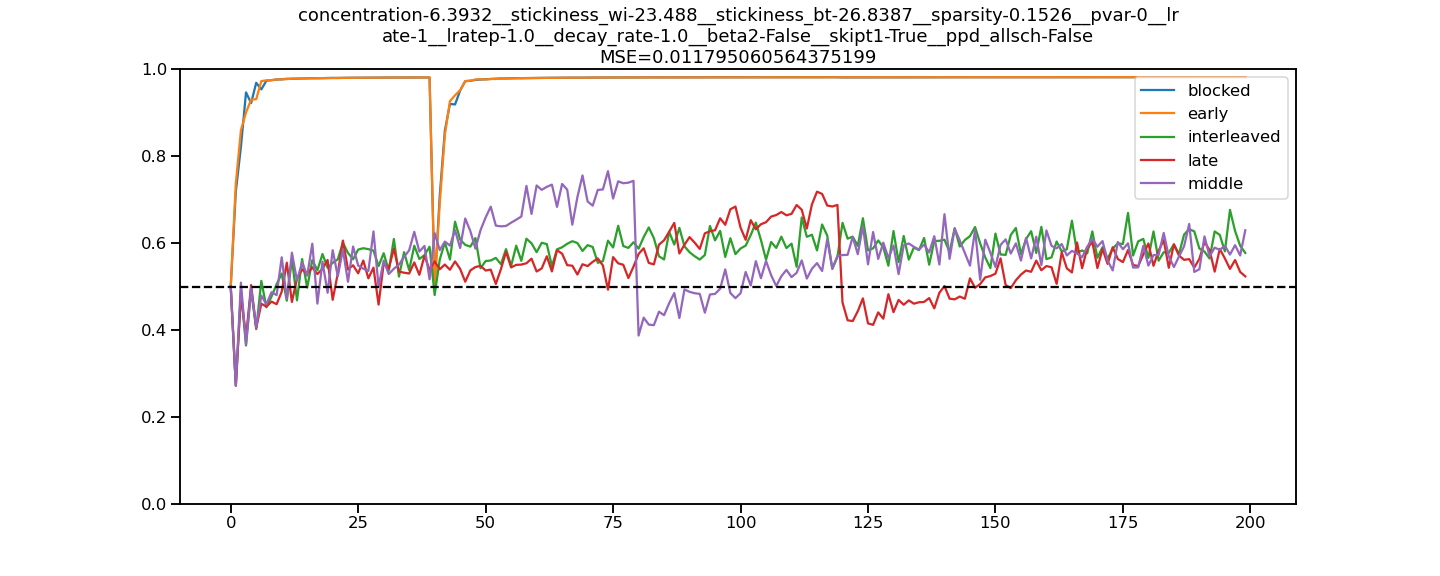 concentration-6.3932__stickiness_wi-23.488__stickiness_bt-26.8387__sparsity-0.1526__pvar-0__lr
ate-1__lratep-1.0__decay_rate-1.0__beta2-False__skipt1-True__ppd_allsch-False
MSE=0.011795060564375199
1.0
0.8
0.6
0.4
0.2
0.0
blocked
early
interleaved
late
middle
0 25 50 75 100 125 150 175 200